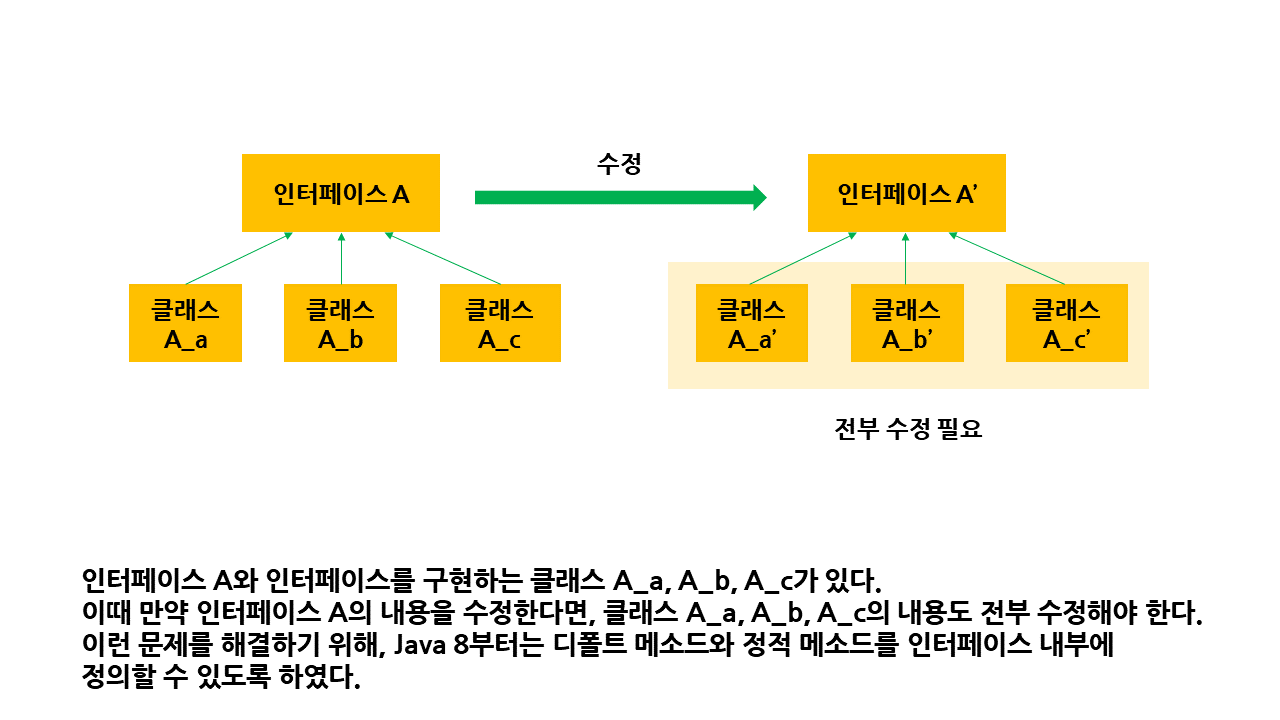 수정
인터페이스 A
인터페이스 A’
클래스
A_a
클래스
A_b
클래스
A_c
클래스
A_a’
클래스
A_b’
클래스
A_c’
전부 수정 필요
인터페이스 A와 인터페이스를 구현하는 클래스 A_a, A_b, A_c가 있다.
이때 만약 인터페이스 A의 내용을 수정한다면, 클래스 A_a, A_b, A_c의 내용도 전부 수정해야 한다.
이런 문제를 해결하기 위해, Java 8부터는 디폴트 메소드와 정적 메소드를 인터페이스 내부에
정의할 수 있도록 하였다.